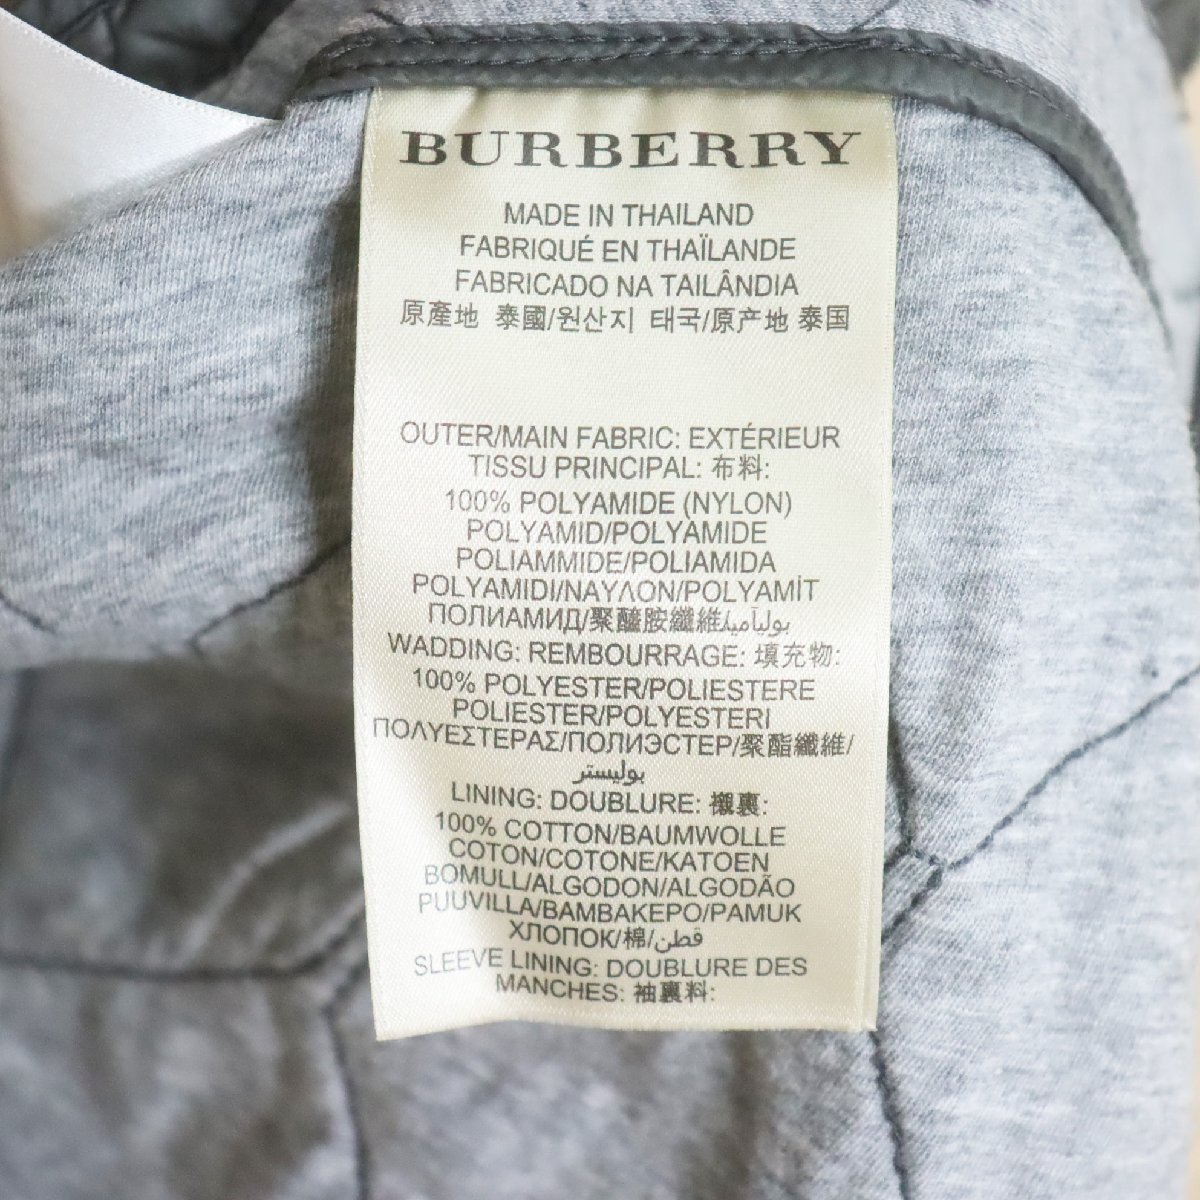 BURBERRY
MADE IN THAILAND
FABRIQUÉ EN THAÏLANDE
FABRICADO NA TAILÂNDIA
原產地 泰國/원산지 태국/原产地 泰国
OUTER/MAIN FABRIC: EXTÉRIEUR
TISSU PRINCIPAL: 布料:
100% POLYAMIDE (NYLON)
POLYAMID/POLYAMIDE
POLIAMMIDE/POLIAMIDA
POLYAMIDI/ΝΑΥΛΟΝ/POLYAMİT
ПОЛИАМИД/聚醯胺纖維/بولیآمید
WADDING: REMBOURRAGE: 填充物:
100% POLYESTER/POLIESTERE
POLIESTER/POLYESTERI
ΠΟΛΥΕΣΤΕΡΑΣ/ПОЛИЭСТЕР/聚酯纖維/
بوليستر
LINING: DOUBLURE: 襯裏:
100% COTTON/BAUMWOLLE
COTON/COTONE/KATOEN
BOMULL/ALGODON/ALGODÃO
PUUVILLA/ΒΑΜΒΑΚΕΡΟ/PAMUK
ХЛОПОК/棉/قطن
SLEEVE LINING: DOUBLURE DES
MANCHES: 袖裏料: